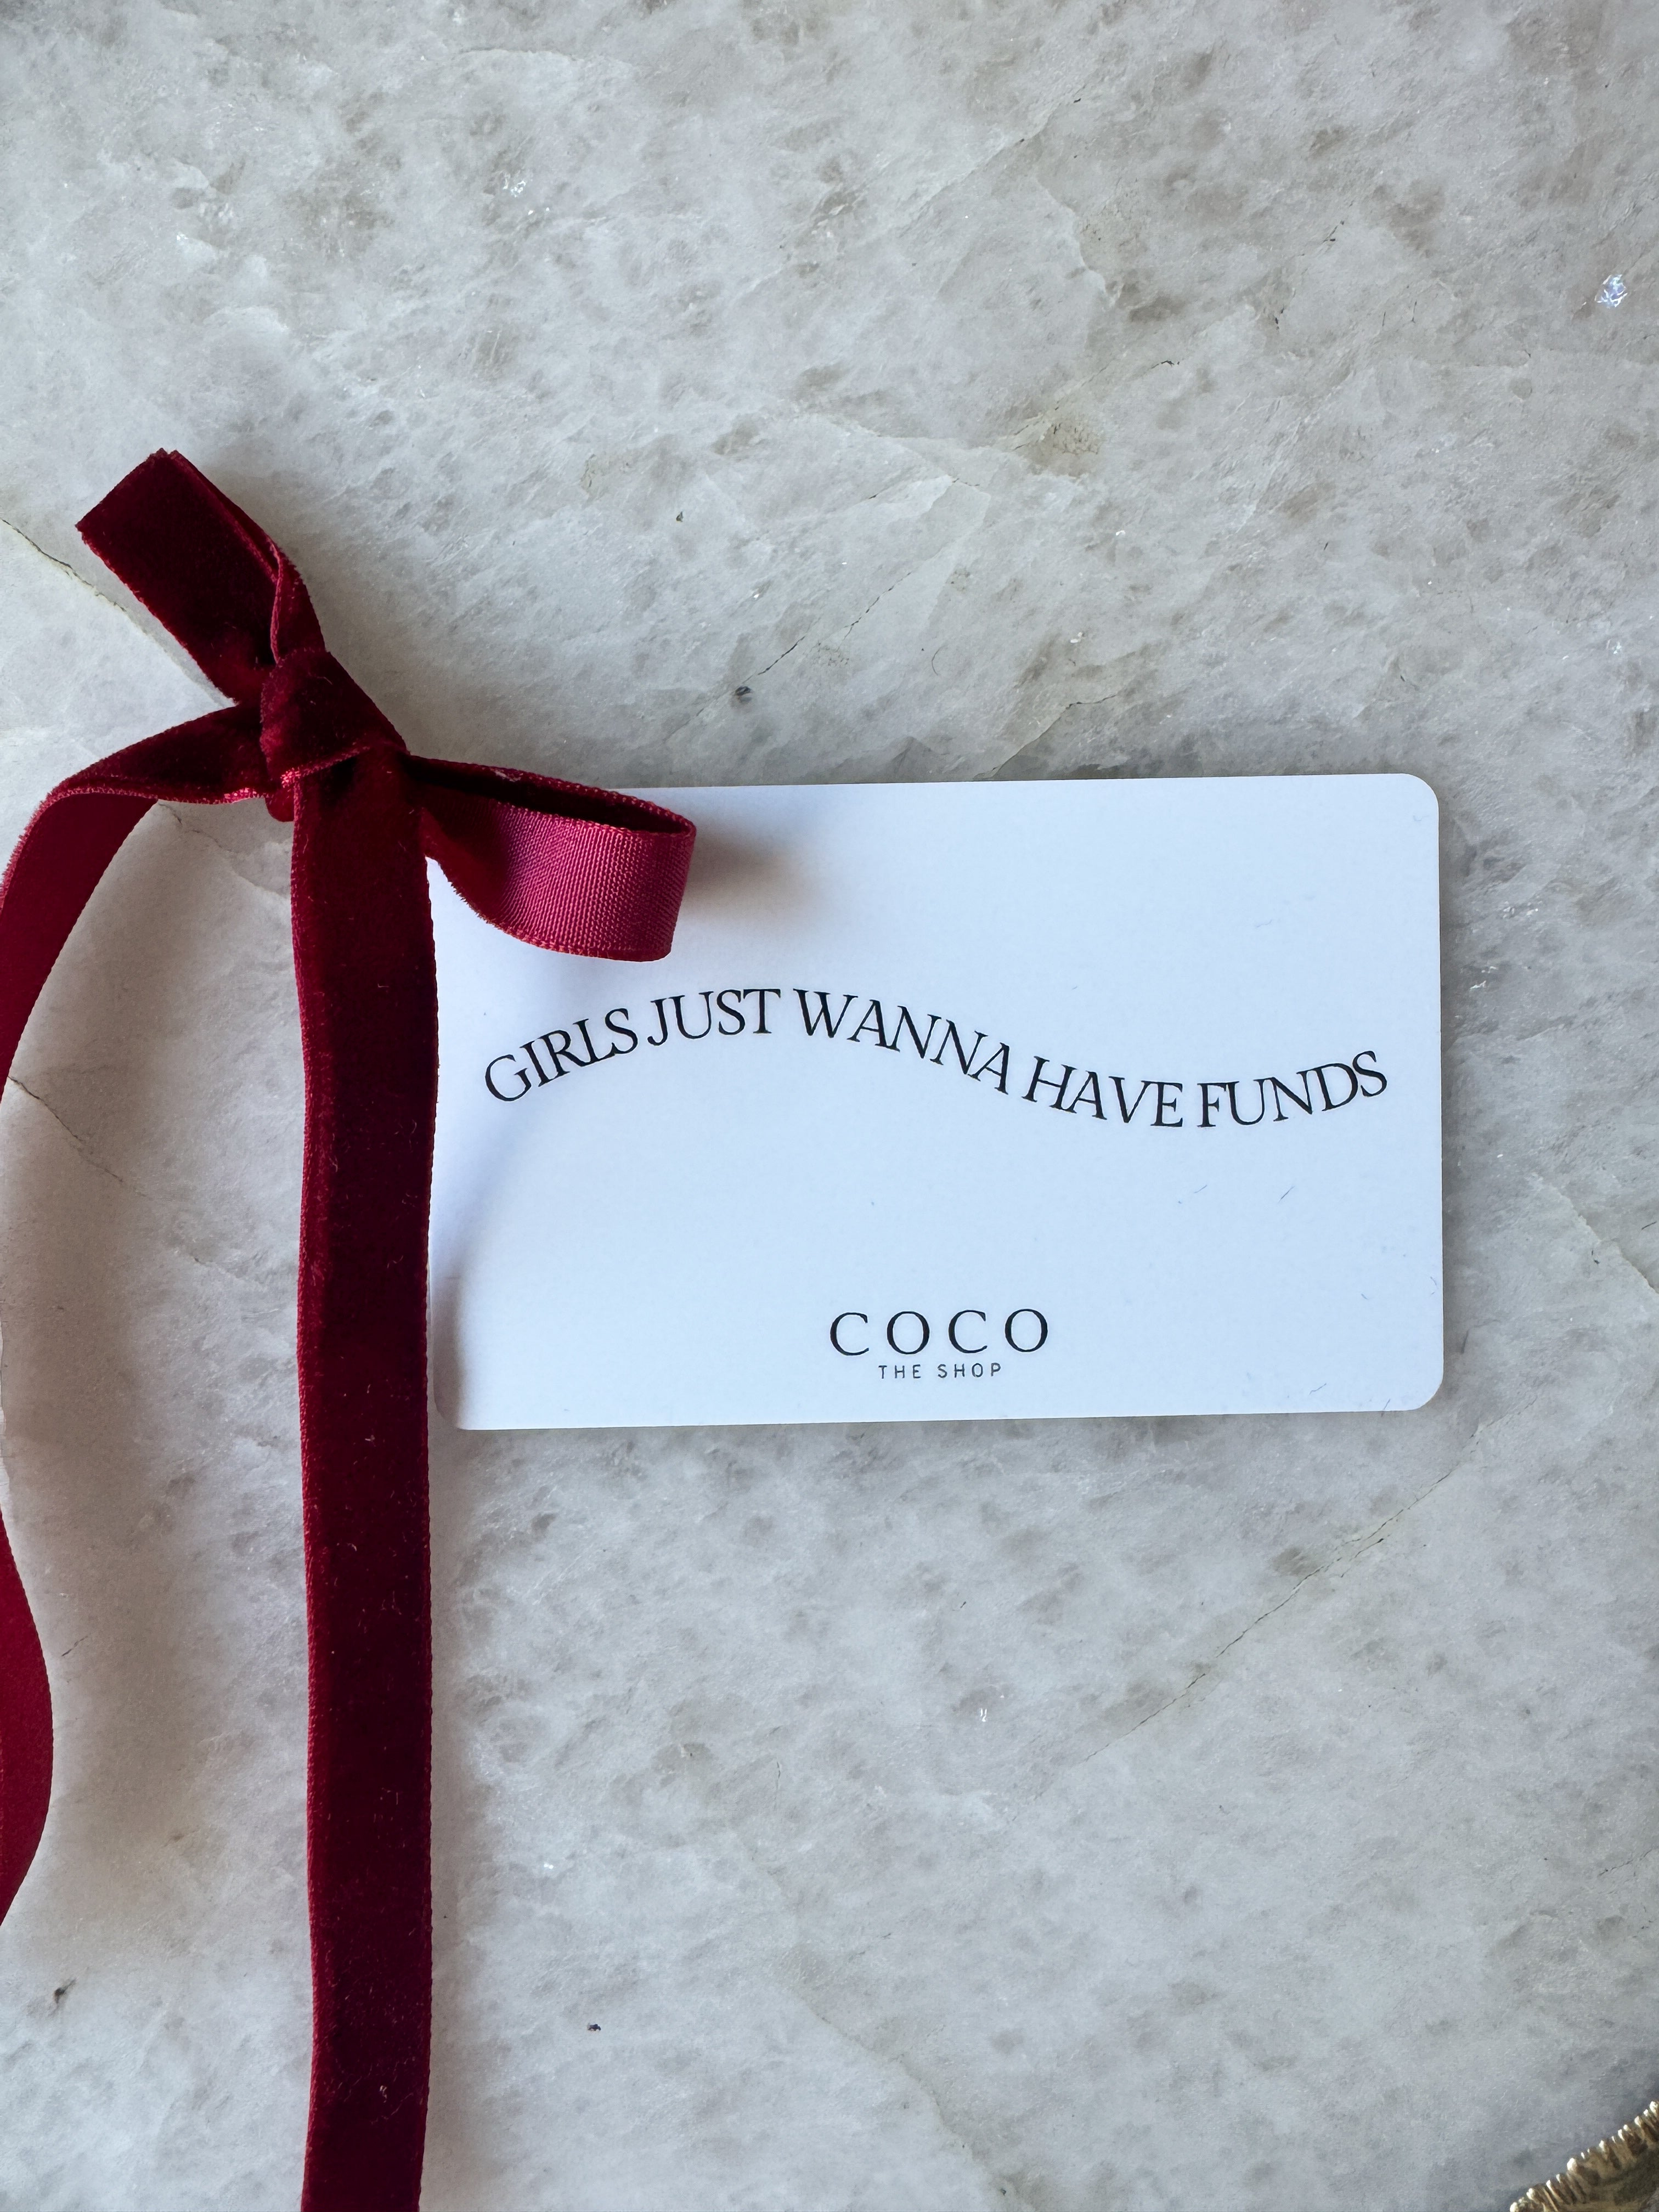 GIRLS JUST WANNA HAVE FUNDS
COCO
THE SHOP